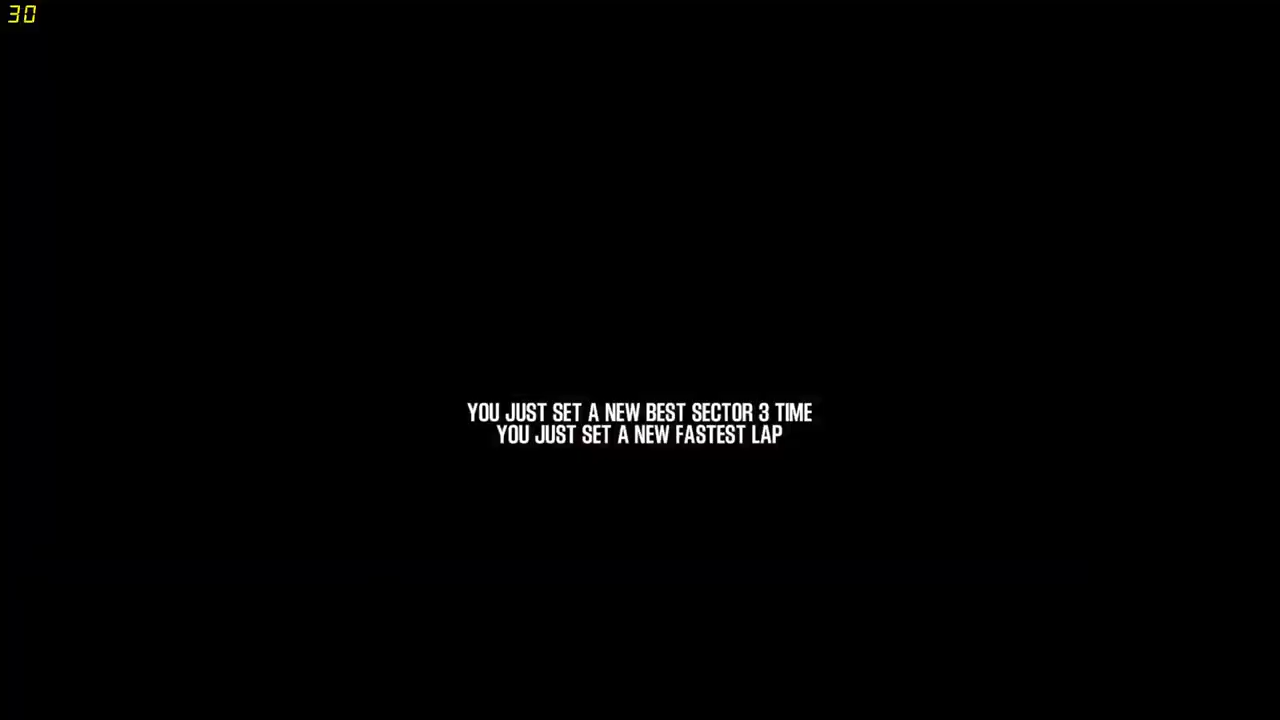 30
YOU JUST SET A NEW BEST SECTOR 3 TIME
YOU JUST SET A NEW FASTEST LAP